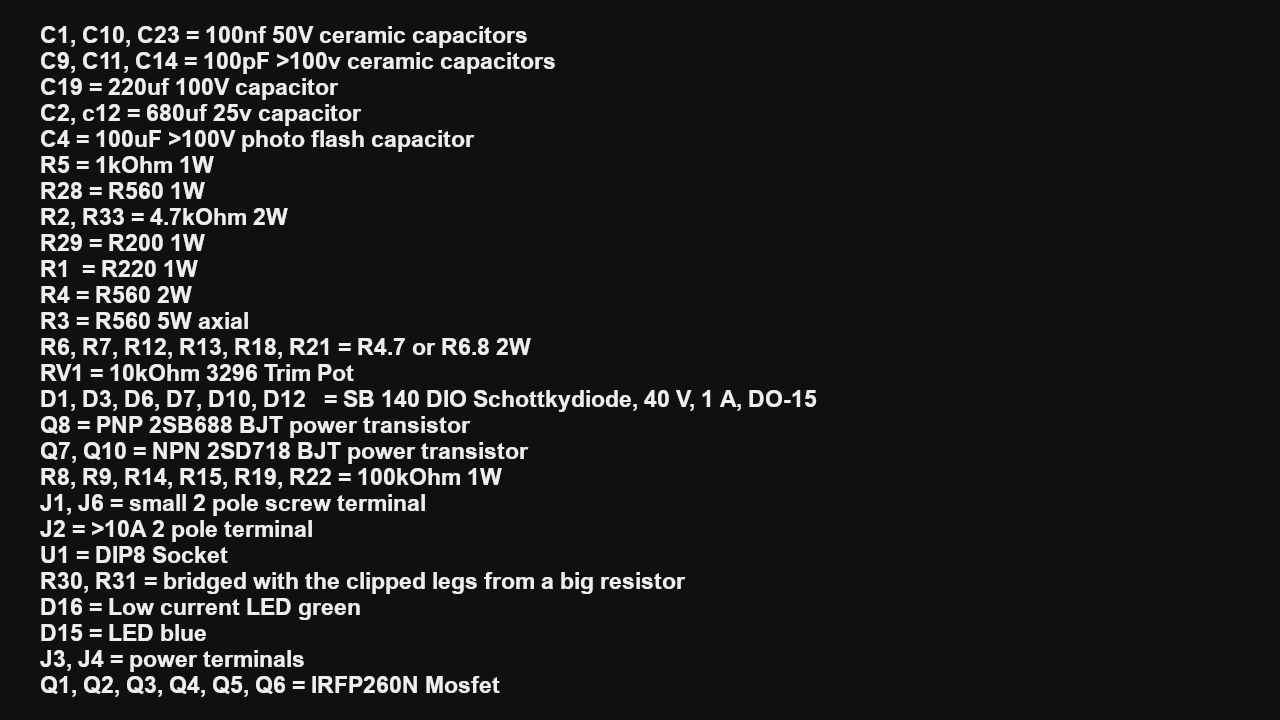 C1, C10, C23 = 100nf 50V ceramic capacitors
C9, C11, C14 = 100pF >100v ceramic capacitors
C19 = 220uf 100V capacitor
C2, c12 = 680uf 25v capacitor
C4 = 100uF >100V photo flash capacitor
R5 = 1kOhm 1W
R28 = R560 1W
R2, R33 = 4.7kOhm 2W
R29 = R200 1W
R1  = R220 1W
R4 = R560 2W
R3 = R560 5W axial
R6, R7, R12, R13, R18, R21 = R4.7 or R6.8 2W
RV1 = 10kOhm 3296 Trim Pot
D1, D3, D6, D7, D10, D12   = SB 140 DIO Schottkydiode, 40 V, 1 A, DO-15
Q8 = PNP 2SB688 BJT power transistor
Q7, Q10 = NPN 2SD718 BJT power transistor
R8, R9, R14, R15, R19, R22 = 100kOhm 1W
J1, J6 = small 2 pole screw terminal
J2 = >10A 2 pole terminal
U1 = DIP8 Socket
R30, R31 = bridged with the clipped legs from a big resistor
D16 = Low current LED green
D15 = LED blue
J3, J4 = power terminals
Q1, Q2, Q3, Q4, Q5, Q6 = IRFP260N Mosfet